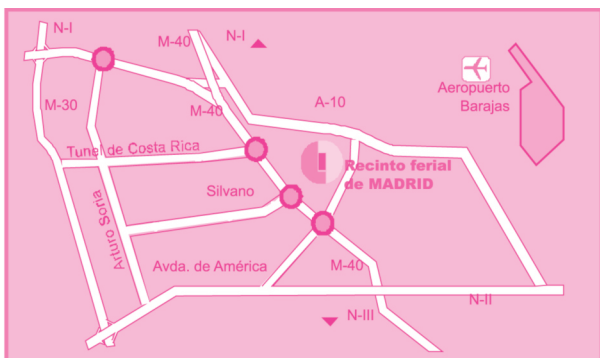 N-I
M-40
N-I
M-30
M-40
A-10
Aeropuerto
Barajas
Tunel de Costa Rica
Recinto ferial
de MADRID
Silvano
Arturo Soria
Avda. de América
M-40
N-II
N-III